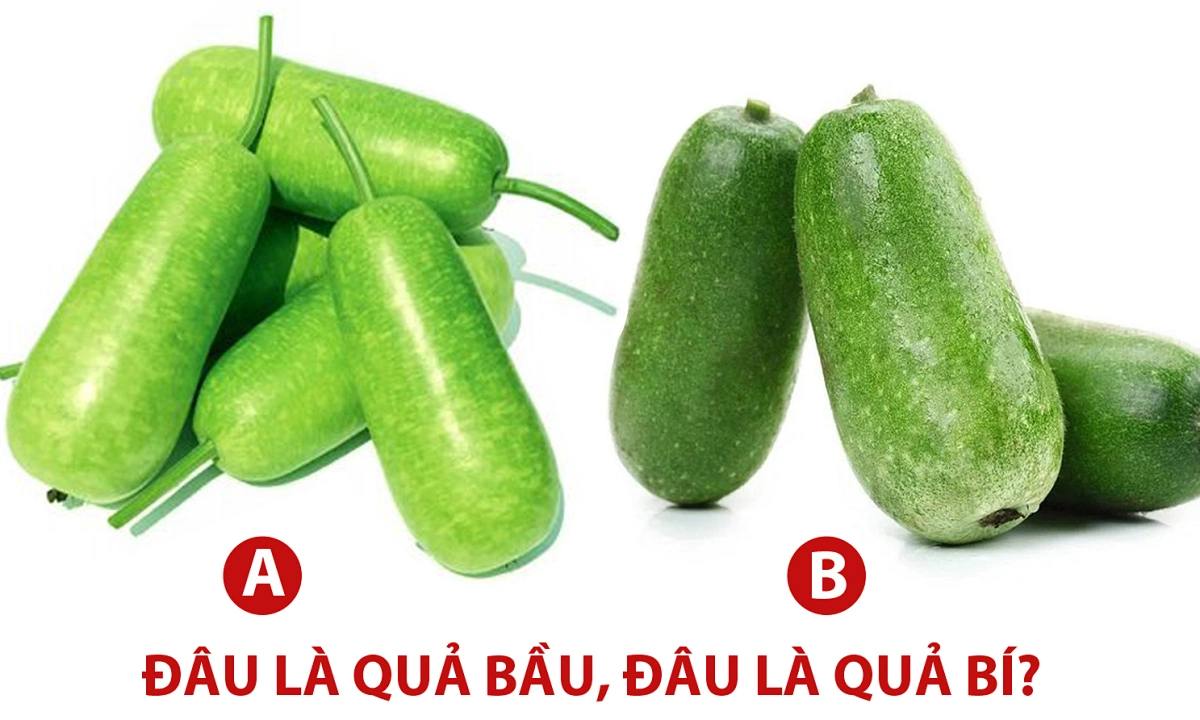 A
B
ĐÂU LÀ QUẢ BẦU, ĐÂU LÀ QUẢ BÍ?